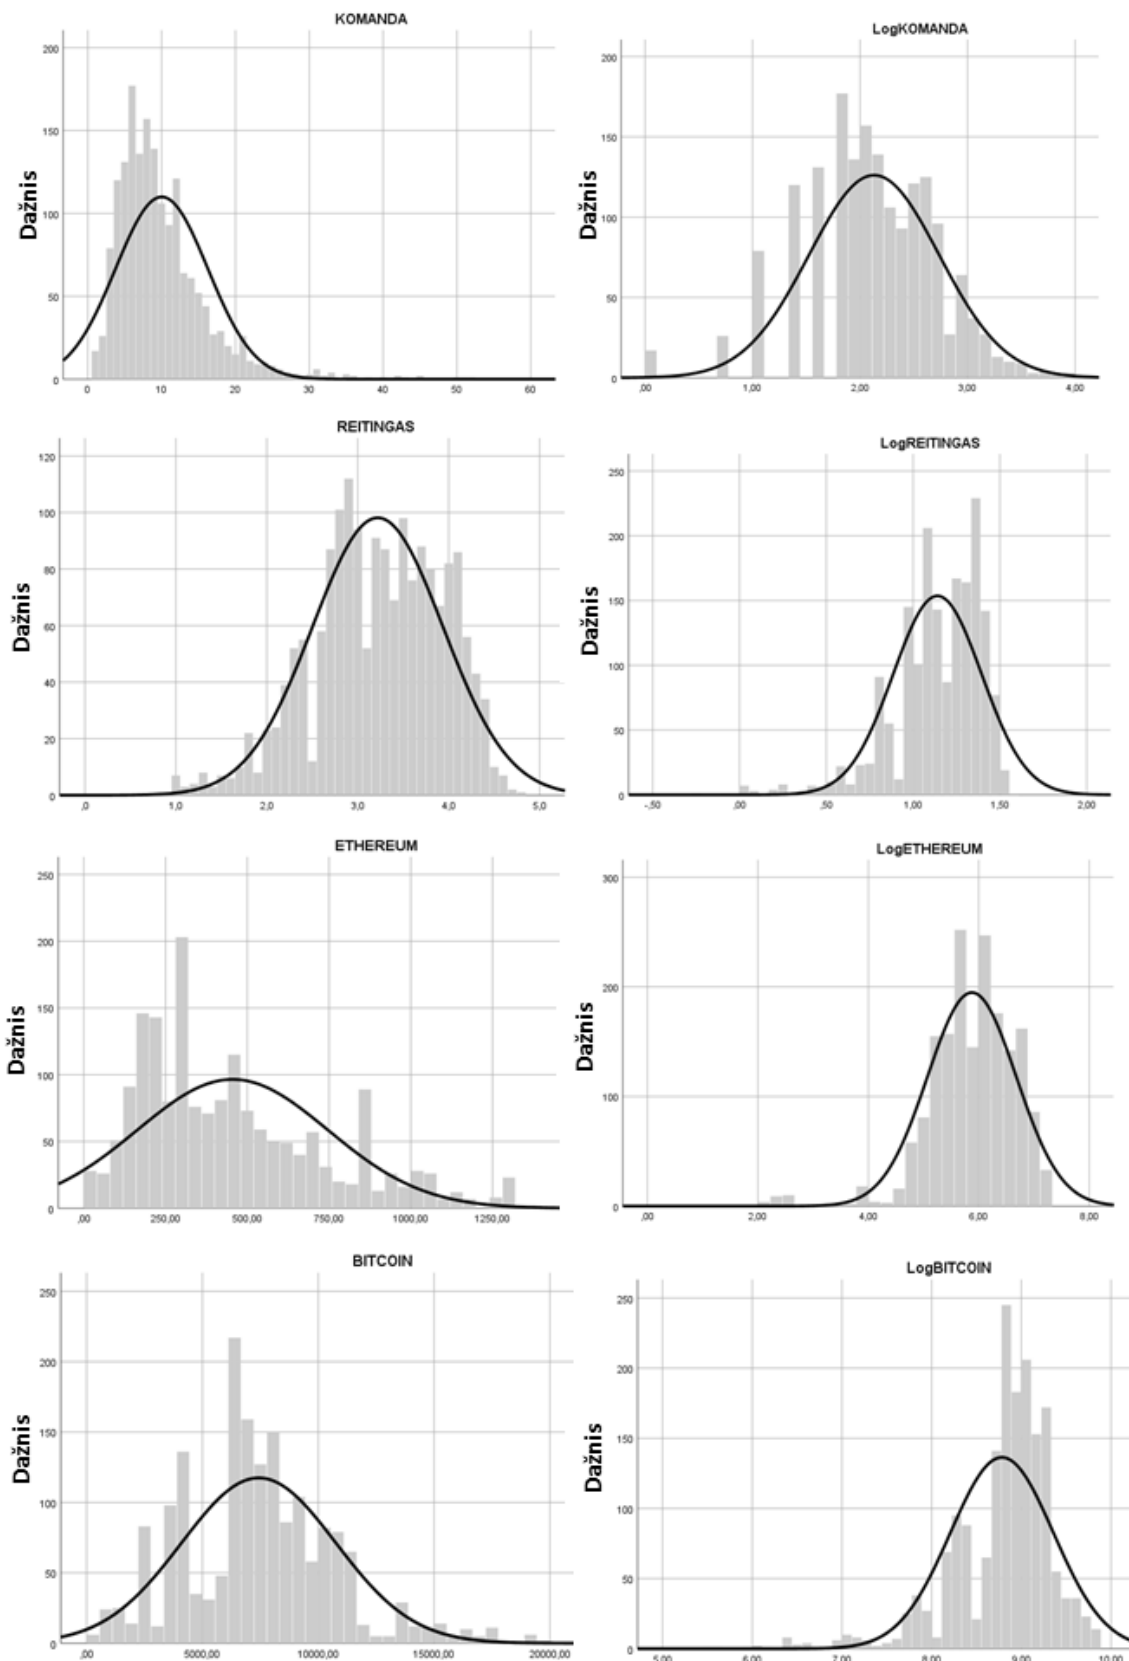 KOMANDA
200
150
100
50
0
Dažnis
0 10 20 30 40 50 60
LogKOMANDA
200
150
100
50
0
Dažnis
,00 1,00 2,00 3,00 4,00
REITINGAS
120
100
80
60
40
20
0
Dažnis
,0 1,0 2,0 3,0 4,0 5,0
LogREITINGAS
250
200
150
100
50
0
Dažnis
-,50 ,00 ,50 1,00 1,50 2,00
ETHEREUM
250
200
150
100
50
0
Dažnis
,00 250,00 500,00 750,00 1000,00 1250,00
LogETHEREUM
300
200
100
0
Dažnis
,00 2,00 4,00 6,00 8,00
BITCOIN
250
200
150
100
50
0
Dažnis
,00 5000,00 10000,00 15000,00 20000,00
LogBITCOIN
250
200
150
100
50
0
Dažnis
5,00 6,00 7,00 8,00 9,00 10,00